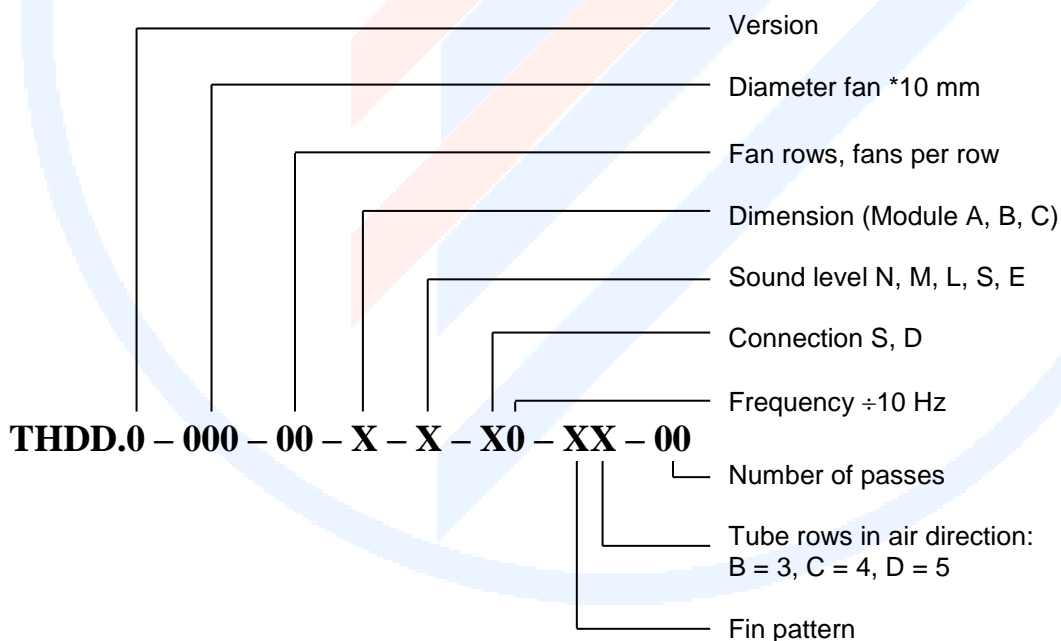 Version
Diameter fan *10 mm
Fan rows, fans per row
Dimension (Module A, B, C)
Sound level N, M, L, S, E
Connection S, D
Frequency ÷10 Hz
THDD.0 – 000 – 00 – X – X – X0 – XX – 00
Number of passes
Tube rows in air direction:
B = 3, C = 4, D = 5
Fin pattern